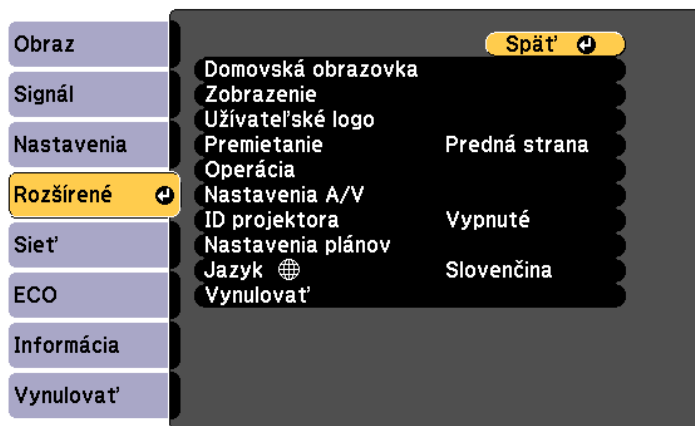 Obraz
Signál
Nastavenia
Rozšírené
Sieť
ECO
Informácia
Vynulovať
Späť
Domovská obrazovka
Zobrazenie
Užívateľské logo
Premietanie Predná strana
Operácia
Nastavenia A/V
ID projektora Vypnuté
Nastavenia plánov
Jazyk Slovenčina
Vynulovať